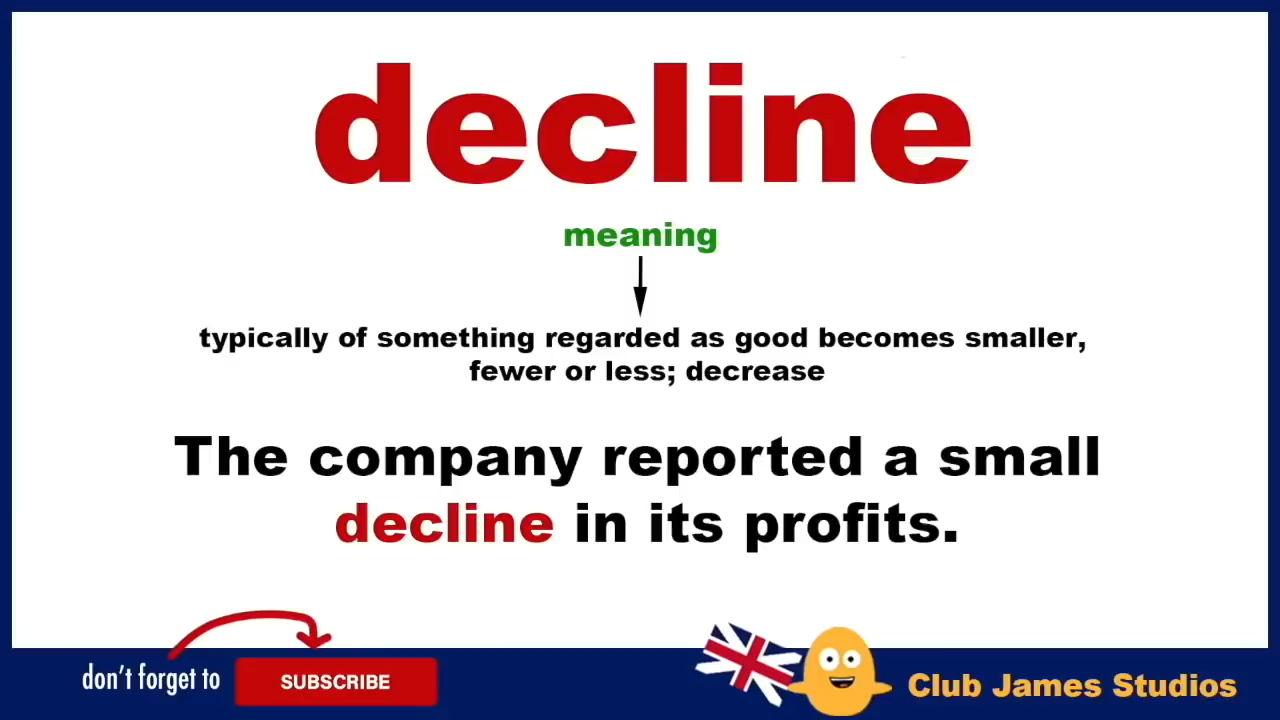 decline
meaning
typically of something regarded as good becomes smaller,
fewer or less; decrease
The company reported a small
decline in its profits.
don't forget to
SUBSCRIBE
Club James Studios